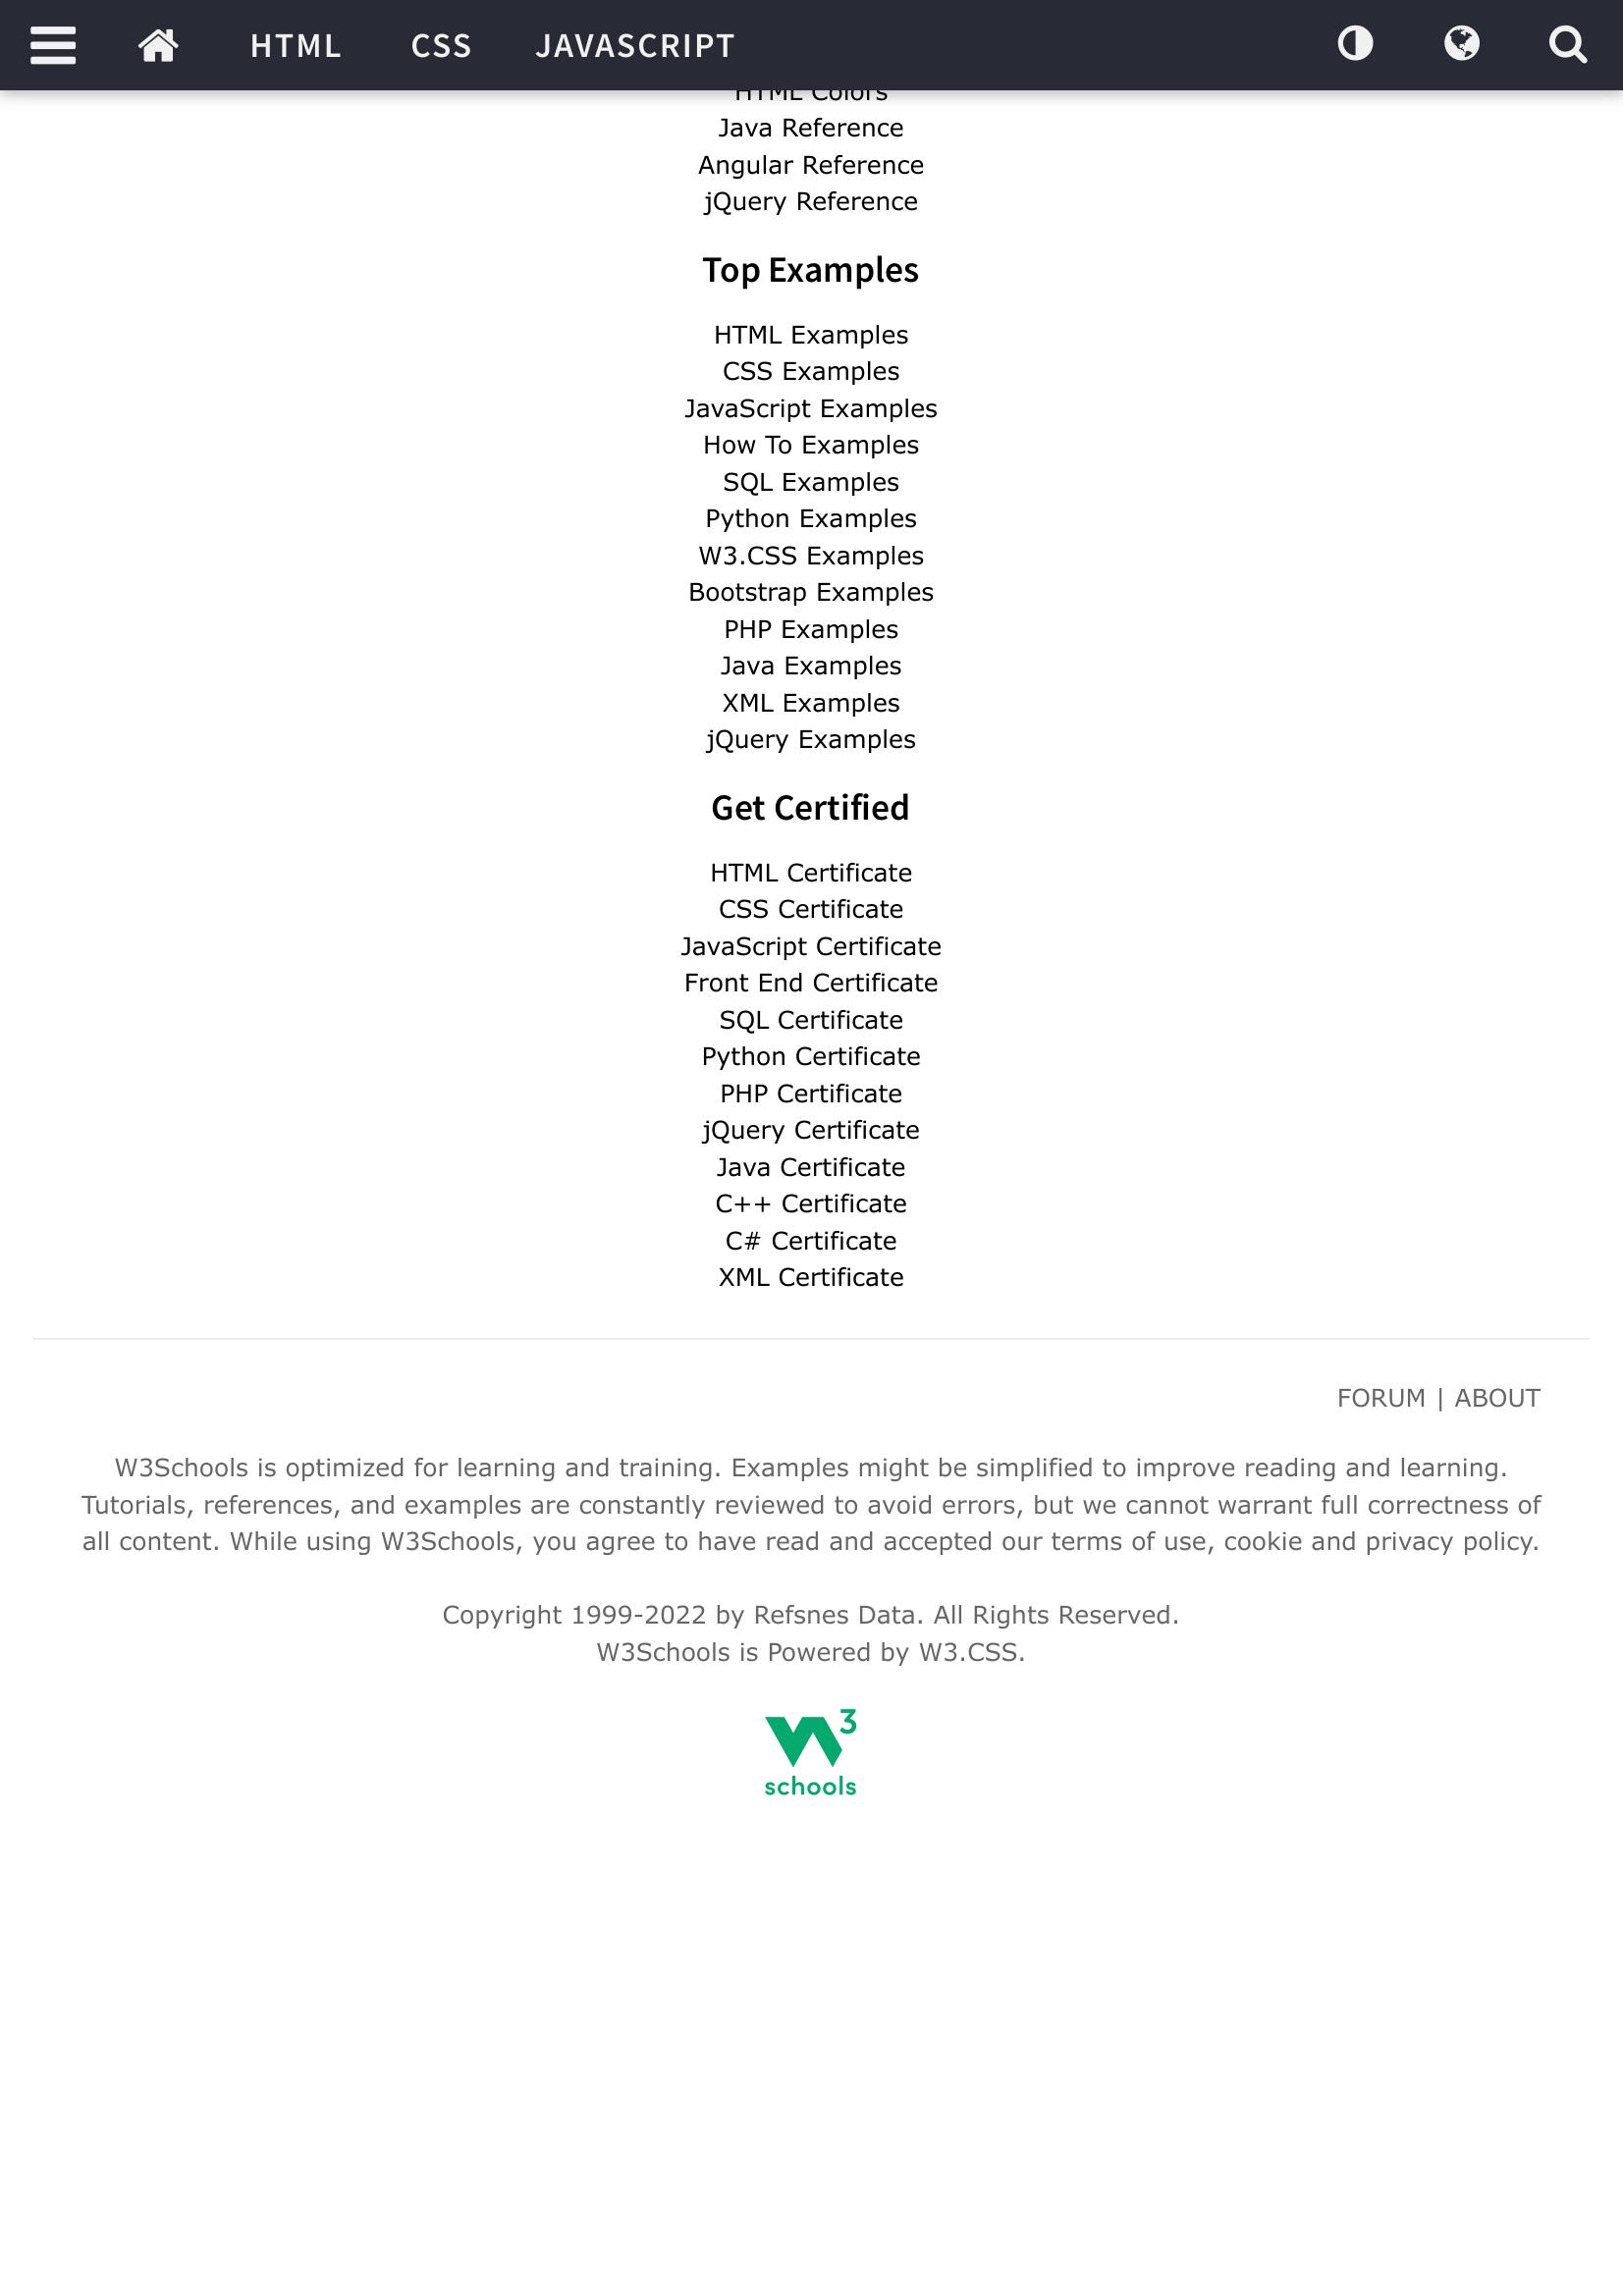 HTML CSS JAVASCRIPT
HTML Colors
Java Reference
Angular Reference
jQuery Reference
Top Examples
HTML Examples
CSS Examples
JavaScript Examples
How To Examples
SQL Examples
Python Examples
W3.CSS Examples
Bootstrap Examples
PHP Examples
Java Examples
XML Examples
jQuery Examples
Get Certified
HTML Certificate
CSS Certificate
JavaScript Certificate
Front End Certificate
SQL Certificate
Python Certificate
PHP Certificate
jQuery Certificate
Java Certificate
C++ Certificate
C# Certificate
XML Certificate
FORUM | ABOUT
W3Schools is optimized for learning and training. Examples might be simplified to improve reading and learning.
Tutorials, references, and examples are constantly reviewed to avoid errors, but we cannot warrant full correctness of
all content. While using W3Schools, you agree to have read and accepted our terms of use, cookie and privacy policy.
Copyright 1999-2022 by Refsnes Data. All Rights Reserved.
W3Schools is Powered by W3.CSS.
W3
schools